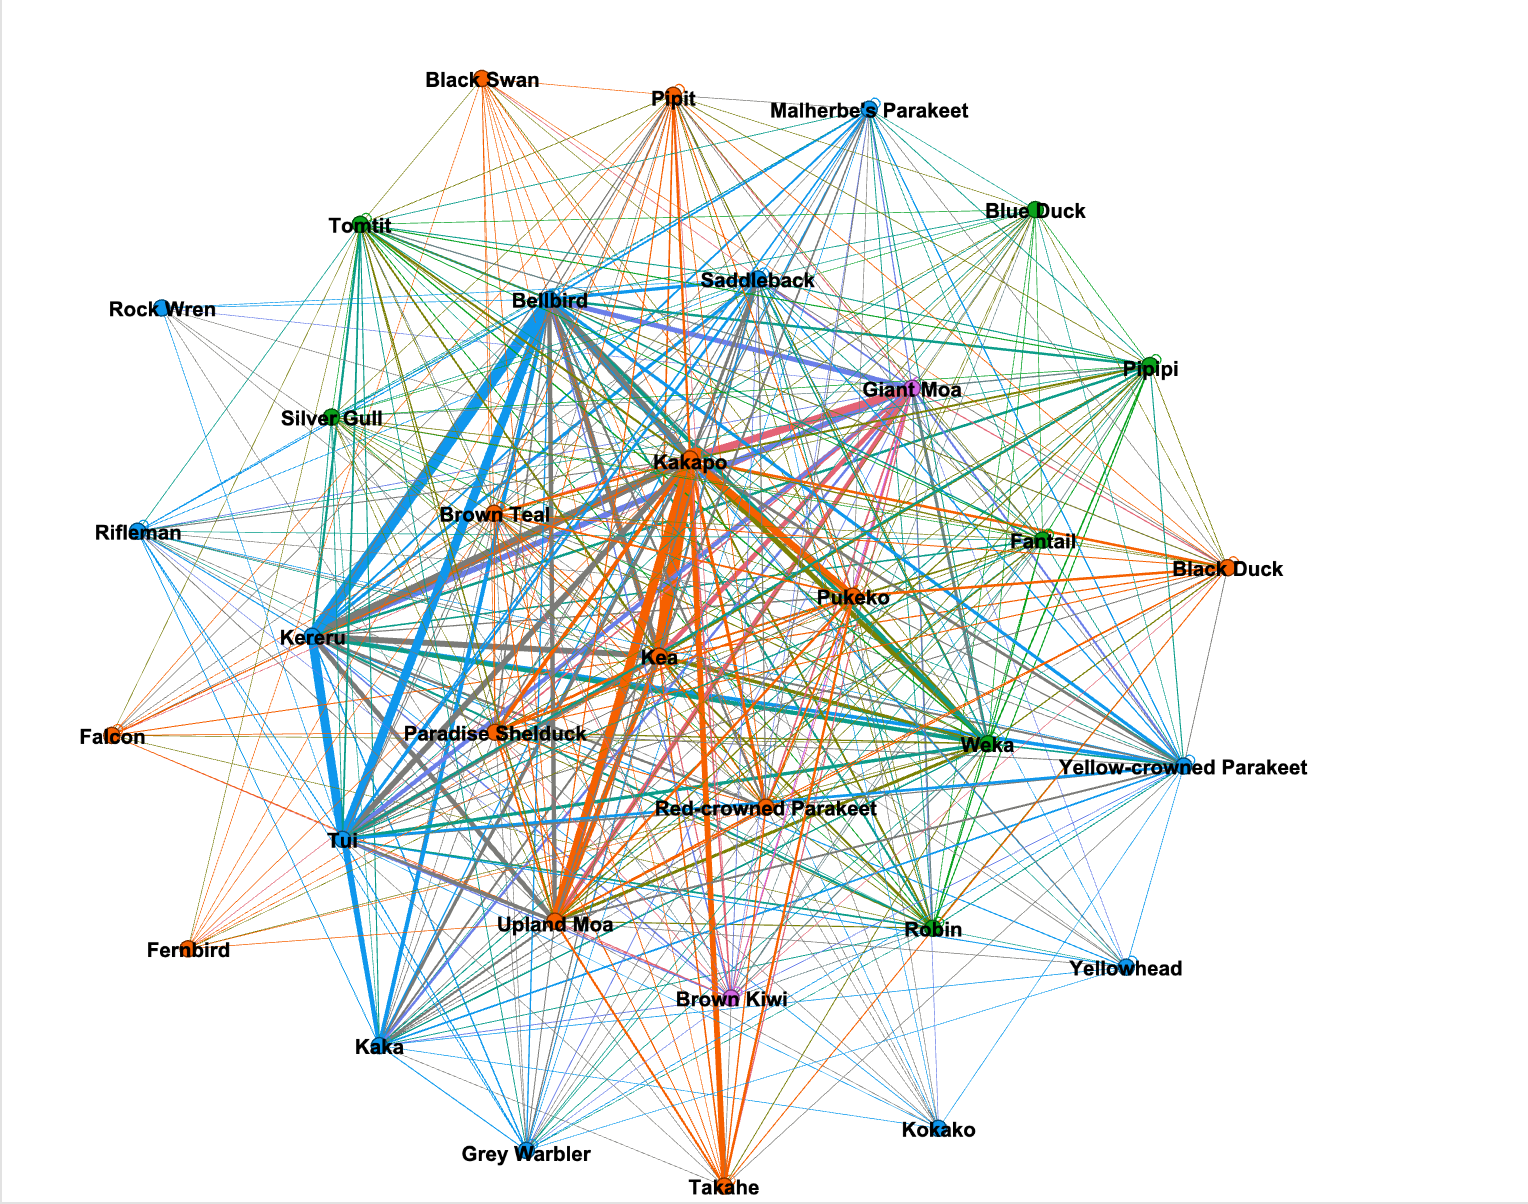 Black Swan
Pipit
Malherbe's Parakeet
Blue Duck
Tomtit
Saddleback
Bellbird
Rock Wren
Pipipi
Giant Moa
Silver Gull
Kakapo
Brown Teal
Rifleman
Fantail
Black Duck
Pukeko
Kereru
Kea
Falcon
Paradise Shelduck
Weka
Yellow-crowned Parakeet
Red-crowned Parakeet
Tui
Upland Moa
Robin
Fernbird
Yellowhead
Brown Kiwi
Kaka
Kokako
Grey Warbler
Takahe